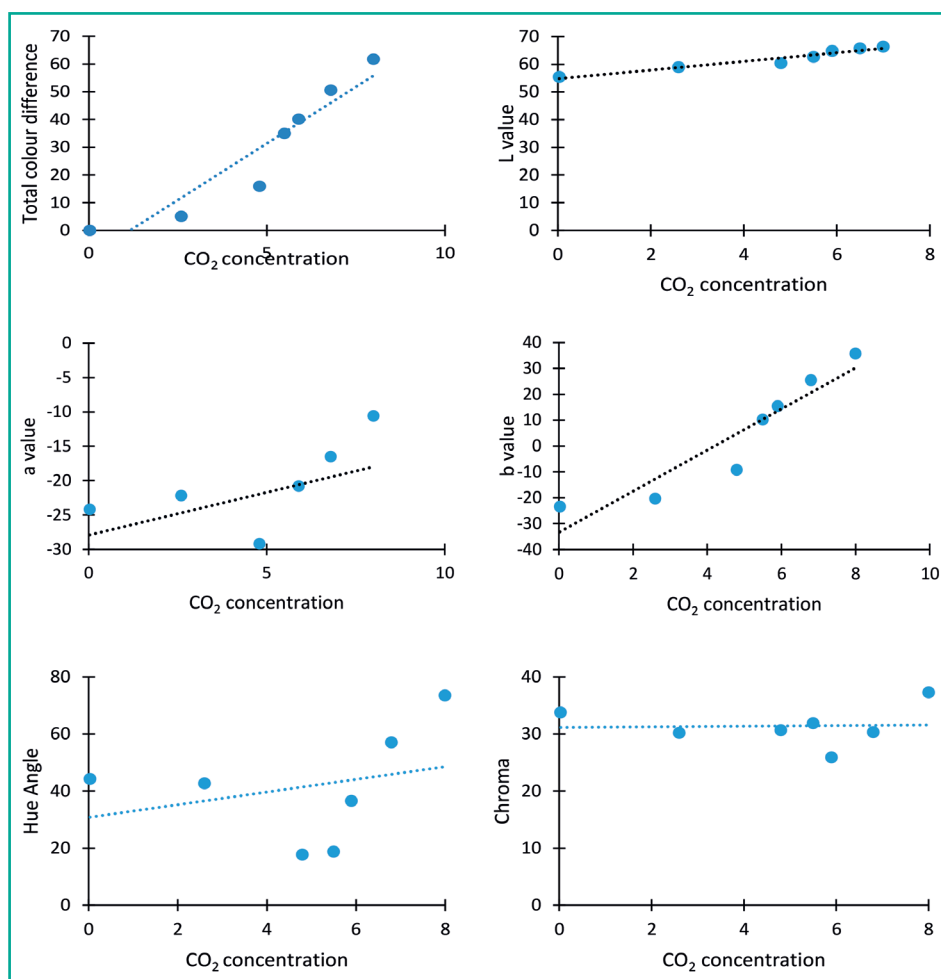 Total colour difference
70
60
50
40
30
20
10
0
0 5 10
CO₂ concentration
L value
70
60
50
40
30
20
10
0
0 2 4 6 8
CO₂ concentration
a value
0
-5
-10
-15
-20
-25
-30
0 5 10
CO₂ concentration
b value
40
30
20
10
0
-10
-20
-30
-40
0 2 4 6 8 10
CO₂ concentration
Hue Angle
80
60
40
20
0
0 2 4 6 8
CO₂ concentration
Chroma
40
30
20
10
0
0 2 4 6 8
CO₂ concentration